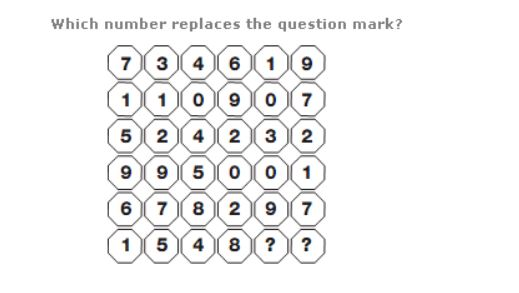 Which number replaces the question mark?
7 3 4 6 1 9
1 1 0 9 0 7
5 2 4 2 3 2
9 9 5 0 0 1
6 7 8 2 9 7
1 5 4 8 ? ?